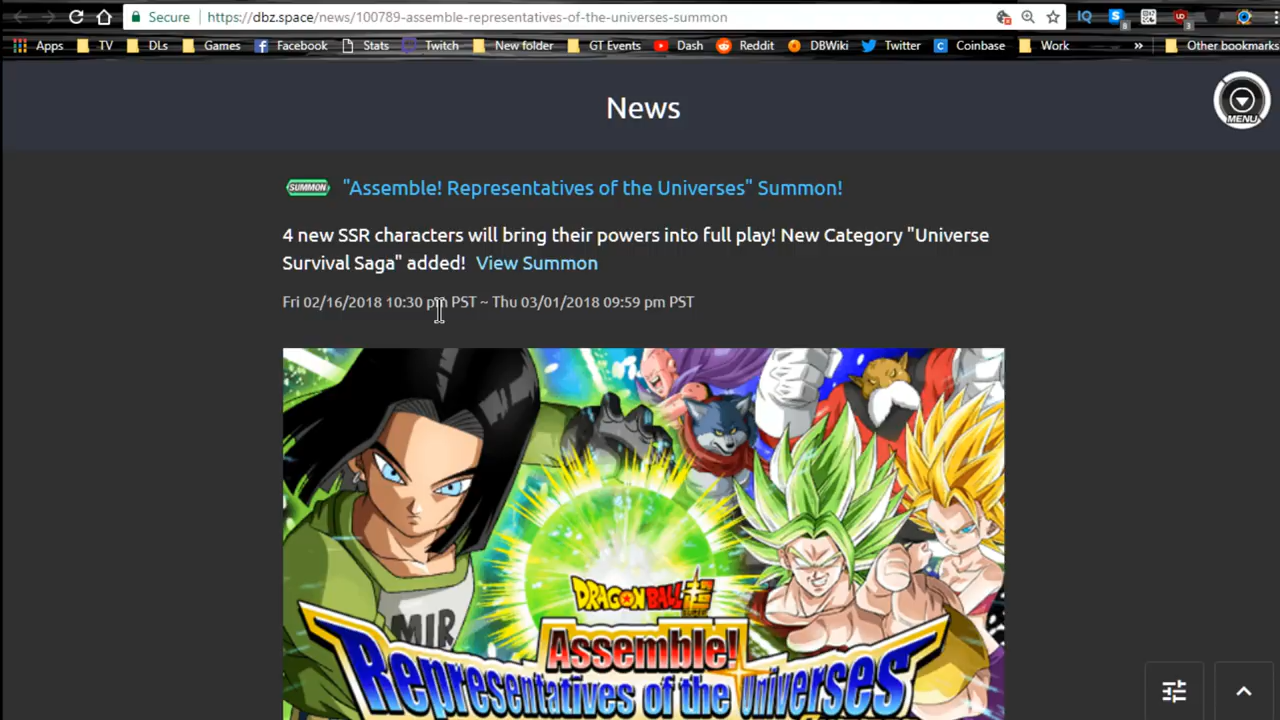 Secure https://dbz.space/news/100789-assemble-representatives-of-the-universes-summon
Apps TV DLs Games Facebook Stats Twitch New folder GT Events Dash Reddit DBWiki Twitter Coinbase Work » Other bookmarks
News
MENU
SUMMON "Assemble! Representatives of the Universes" Summon!
4 new SSR characters will bring their powers into full play! New Category "Universe
Survival Saga" added! View Summon
Fri 02/16/2018 10:30 pm PST ~ Thu 03/01/2018 09:59 pm PST
MIR
DRAGON BALL 超
Assemble!
Representatives of the Universes